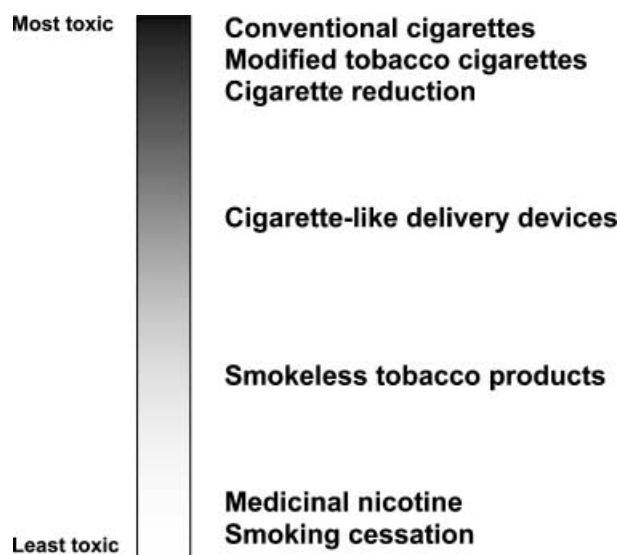 Most toxic
Conventional cigarettes
Modified tobacco cigarettes
Cigarette reduction
Cigarette-like delivery devices
Smokeless tobacco products
Medicinal nicotine
Smoking cessation
Least toxic